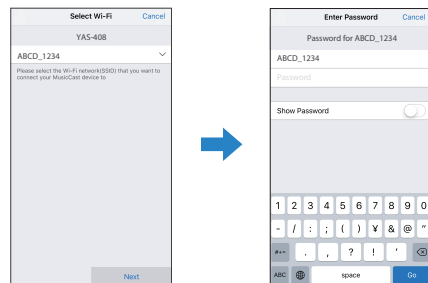 Select Wi-Fi
Cancel
YAS-408
ABCD_1234
Please select the Wi-Fi network(SSID) that you want to
connect your MusicCast device to
Next
Enter Password
Cancel
Password for ABCD_1234
ABCD_1234
Password
Show Password
1 2 3 4 5 6 7 8 9 0
- / : ; ( ) ¥ & @ "
#+= . , ? ! '
ABC space Go